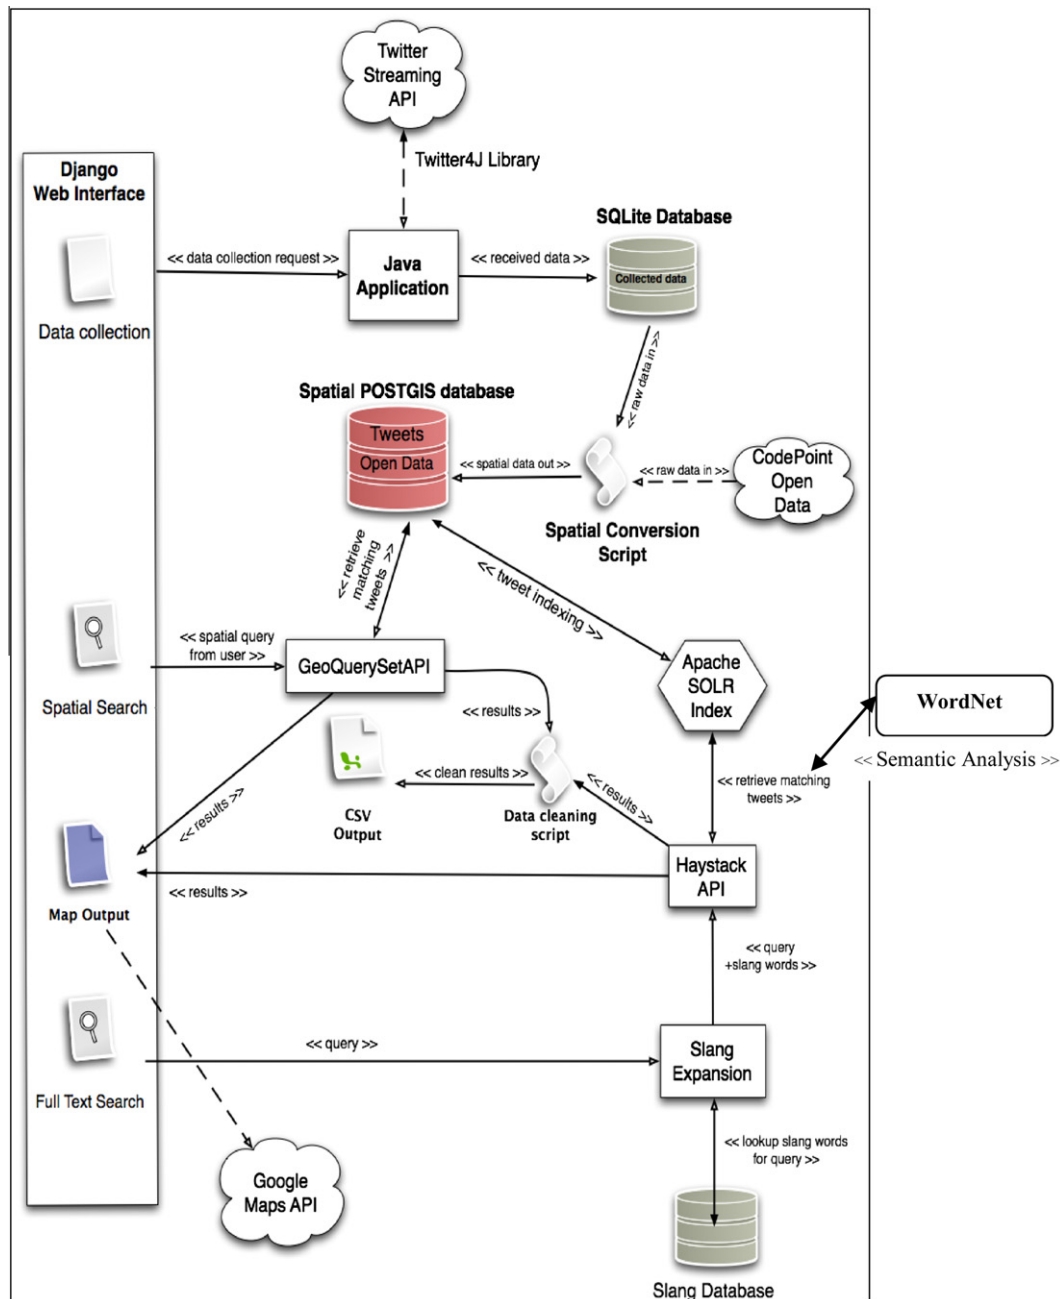 Twitter
Streaming
API
Twitter4J Library
Django
Web Interface
SQLite Database
<< data collection request >>
Java
Application
<< received data >>
Collected data
Data collection
<< raw data in >>
Spatial POSTGIS database
Tweets
Open Data
<< spatial data out >>
<< raw data in >>
CodePoint
Open
Data
Spatial Conversion
Script
<< retrieve
matching
tweets >>
<< tweet indexing >>
<< spatial query
from user >>
GeoQuerySetAPI
Apache
SOLR
Index
WordNet
Spatial Search
<< results >>
<< Semantic Analysis >>
<< clean results >>
<< retrieve matching
tweets >>
<< results >>
<< results >>
CSV
Output
Data cleaning
script
Haystack
API
<< results >>
Map Output
<< query
+slang words >>
<< query >>
Slang
Expansion
Full Text Search
<< lookup slang words
for query >>
Google
Maps API
Slang Database